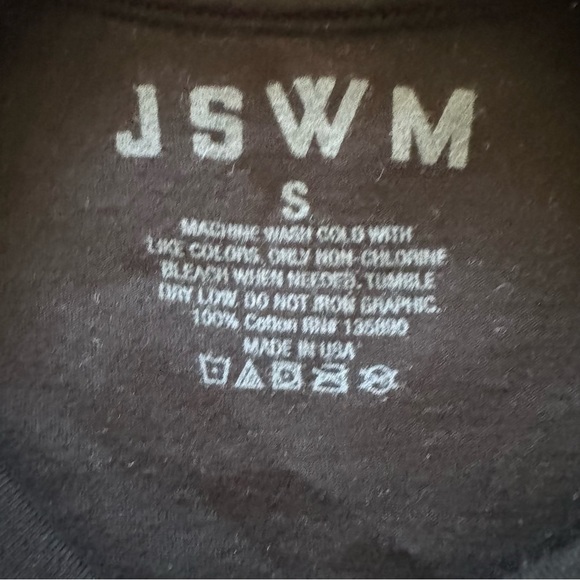 JSWM
S
MACHINE WASH COLD WITH
LIKE COLORS, ONLY NON-CHLORINE
BLEACH WHEN NEEDED. TUMBLE
DRY LOW. DO NOT IRON GRAPHIC.
100% Cotton RN# 135890
MADE IN USA